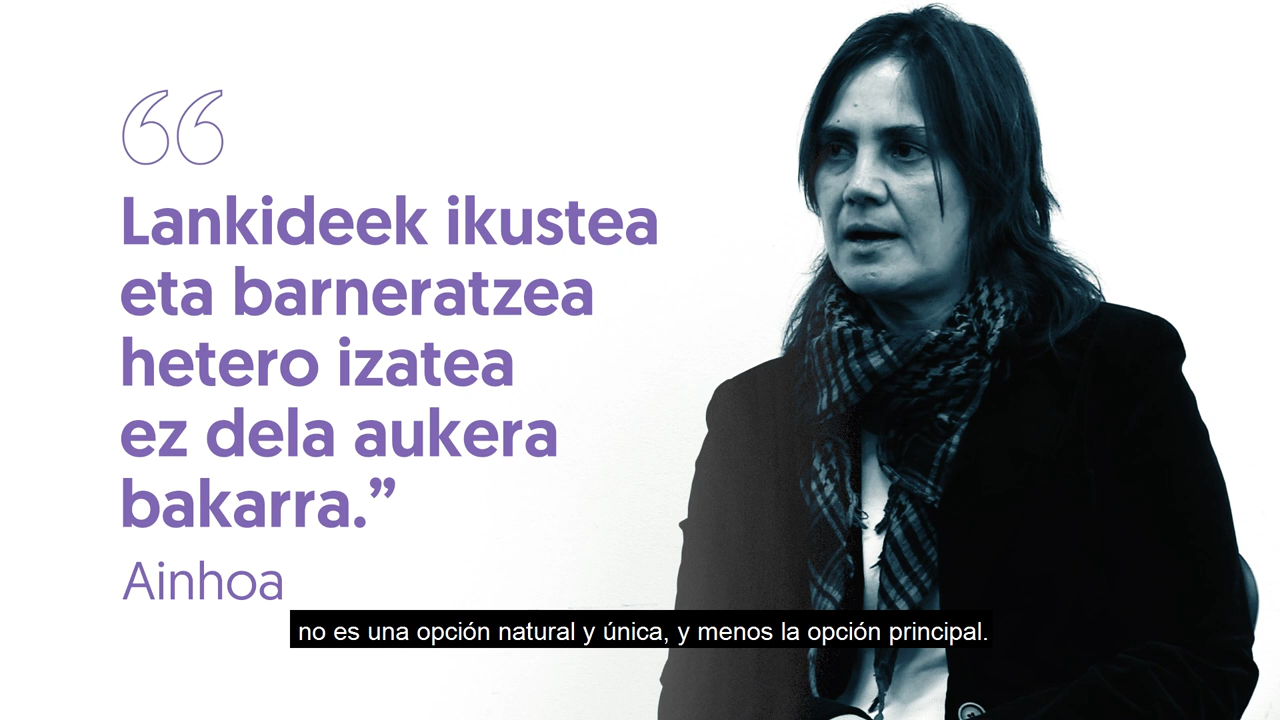 “
Lankideek ikustea
eta barneratzea
hetero izatea
ez dela aukera
bakarra.”
Ainhoa
no es una opción natural y única, y menos la opción principal.